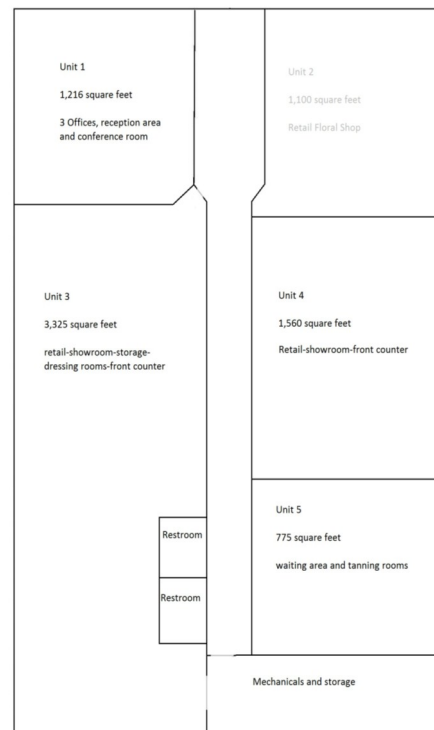 Unit 1
1,216 square feet
3 Offices, reception area
and conference room
Unit 2
1,100 square feet
Retail Floral Shop
Unit 3
3,325 square feet
retail-showroom-storage-
dressing rooms-front counter
Unit 4
1,560 square feet
Retail-showroom-front counter
Restroom
Restroom
Unit 5
775 square feet
waiting area and tanning rooms
Mechanicals and storage